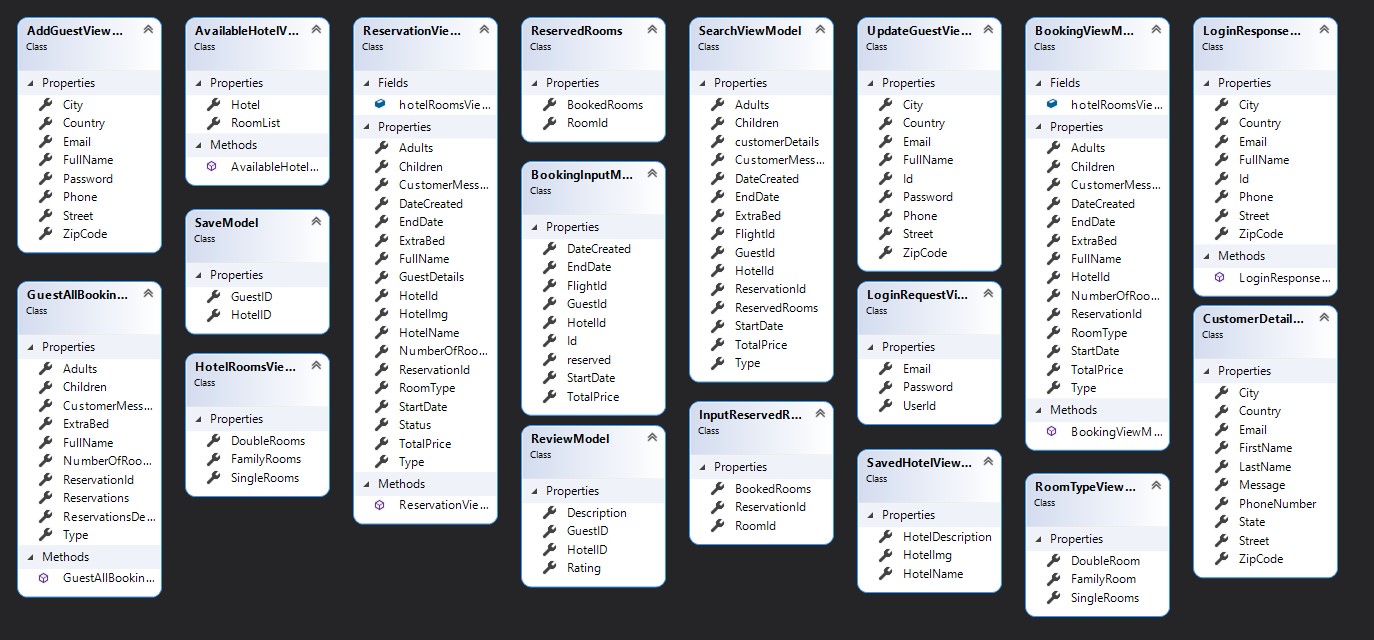 AddGuestView...
Class
Properties
City
Country
Email
FullName
Password
Phone
Street
ZipCode
GuestAllBookin...
Class
Properties
Adults
Children
CustomerMess...
ExtraBed
FullName
NumberOfRoo...
ReservationId
Reservations
ReservationsDe...
Type
Methods
GuestAllBookin...
AvailableHotelV...
Class
Properties
Hotel
RoomList
Methods
AvailableHotel...
SaveModel
Class
Properties
GuestID
HotelID
HotelRoomsVie...
Class
Properties
DoubleRooms
FamilyRooms
SingleRooms
ReservationVie...
Class
Fields
hotelRoomsVie...
Properties
Adults
Children
CustomerMess...
DateCreated
EndDate
ExtraBed
FullName
GuestDetails
HotelId
HotelImg
HotelName
NumberOfRoo...
ReservationId
RoomType
StartDate
Status
TotalPrice
Type
Methods
ReservationVie...
ReservedRooms
Class
Properties
BookedRooms
RoomId
BookingInputM...
Class
Properties
DateCreated
EndDate
FlightId
GuestId
HotelId
Id
reserved
StartDate
TotalPrice
ReviewModel
Class
Properties
Description
GuestID
HotelID
Rating
SearchViewModel
Class
Properties
Adults
Children
customerDetails
CustomerMess...
DateCreated
EndDate
ExtraBed
FlightId
GuestId
HotelId
ReservationId
ReservedRooms
StartDate
TotalPrice
Type
InputReservedR...
Class
Properties
BookedRooms
ReservationId
RoomId
UpdateGuestVie...
Class
Properties
City
Country
Email
FullName
Id
Password
Phone
Street
ZipCode
LoginRequestVi...
Class
Properties
Email
Password
UserId
SavedHotelView...
Class
Properties
HotelDescription
HotelImg
HotelName
BookingViewM...
Class
Fields
hotelRoomsVie...
Properties
Adults
Children
CustomerMess...
DateCreated
EndDate
ExtraBed
FullName
HotelId
NumberOfRoo...
ReservationId
RoomType
StartDate
TotalPrice
Type
Methods
BookingViewM...
RoomTypeView...
Class
Properties
DoubleRoom
FamilyRoom
SingleRooms
LoginResponse...
Class
Properties
City
Country
Email
FullName
Id
Phone
Street
ZipCode
Methods
LoginResponse...
CustomerDetail...
Class
Properties
City
Country
Email
FirstName
LastName
Message
PhoneNumber
State
Street
ZipCode